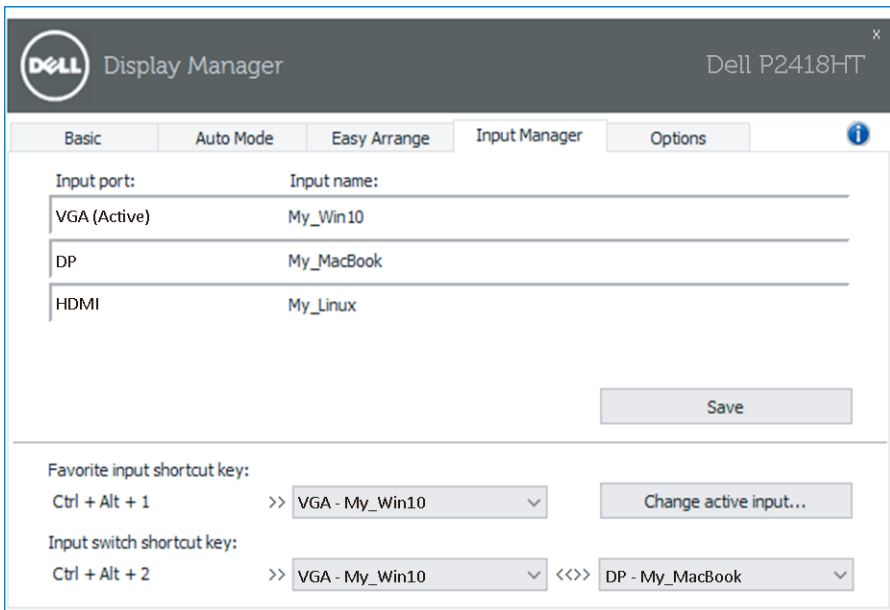 x
DELL Display Manager Dell P2418HT
Basic Auto Mode Easy Arrange Input Manager Options i
Input port: Input name:
VGA (Active) My_Win10
DP My_MacBook
HDMI My_Linux
Save
Favorite input shortcut key:
Ctrl + Alt + 1 >> VGA - My_Win10 Change active input...
Input switch shortcut key:
Ctrl + Alt + 2 >> VGA - My_Win10 <<>> DP - My_MacBook